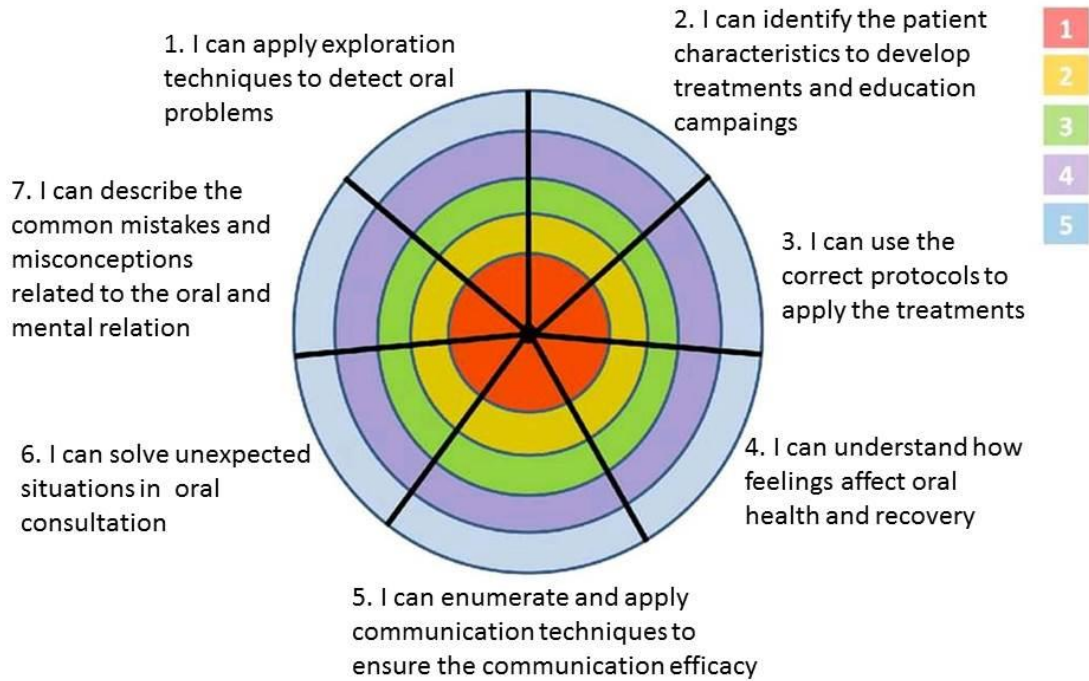 1. I can apply exploration
techniques to detect oral
problems
2. I can identify the patient
characteristics to develop
treatments and education
campaings
3. I can use the
correct protocols to
apply the treatments
4. I can understand how
feelings affect oral
health and recovery
5. I can enumerate and apply
communication techniques to
ensure the communication efficacy
6. I can solve unexpected
situations in oral
consultation
7. I can describe the
common mistakes and
misconceptions
related to the oral and
mental relation
1
2
3
4
5